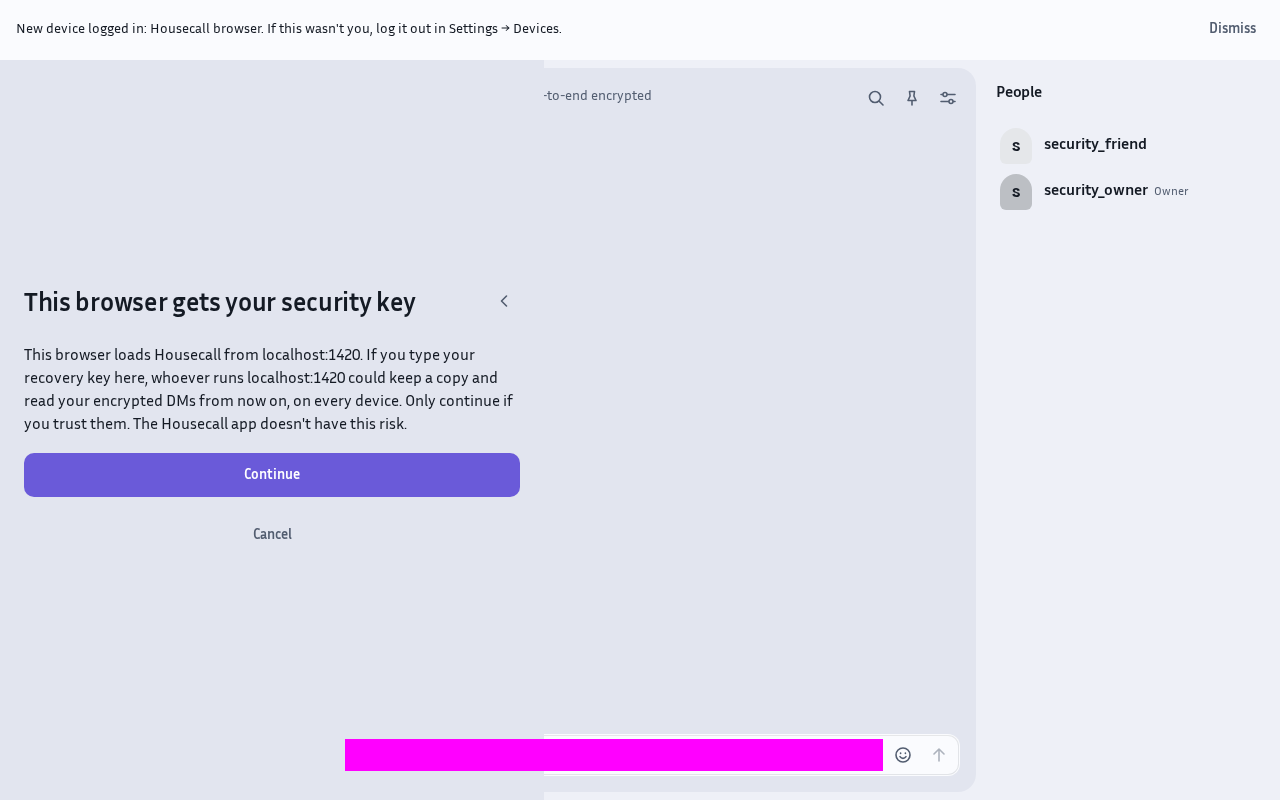 New device logged in: Housecall browser. If this wasn't you, log it out in Settings → Devices.
Dismiss
-to-end encrypted
People
S
security_friend
S
security_owner Owner
This browser gets your security key
This browser loads Housecall from localhost:1420. If you type your
recovery key here, whoever runs localhost:1420 could keep a copy and
read your encrypted DMs from now on, on every device. Only continue if
you trust them. The Housecall app doesn't have this risk.
Continue
Cancel